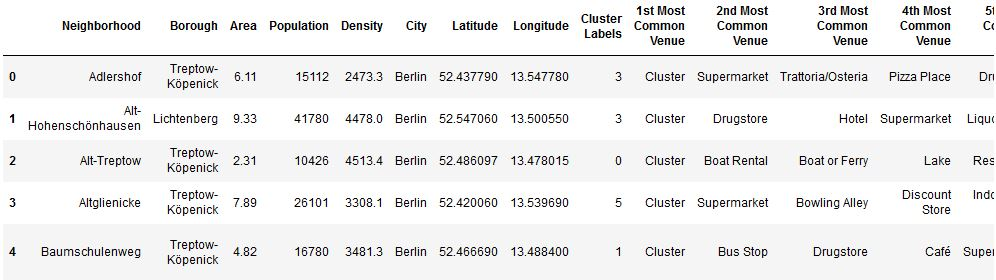 Neighborhood Borough Area Population Density City Latitude Longitude Cluster Labels 1st Most Common Venue 2nd Most Common Venue 3rd Most Common Venue 4th Most Common Venue
0 Adlershof Treptow-Köpenick 6.11 15112 2473.3 Berlin 52.437790 13.547780 3 Cluster Supermarket Trattoria/Osteria Pizza Place
1 Alt-Hohenschönhausen Lichtenberg 9.33 41780 4478.0 Berlin 52.547060 13.500550 3 Cluster Drugstore Hotel Supermarket
2 Alt-Treptow Treptow-Köpenick 2.31 10426 4513.4 Berlin 52.486097 13.478015 0 Cluster Boat Rental Boat or Ferry Lake
3 Altglienicke Treptow-Köpenick 7.89 26101 3308.1 Berlin 52.420060 13.539690 5 Cluster Supermarket Bowling Alley Discount Store
4 Baumschulenweg Treptow-Köpenick 4.82 16780 3481.3 Berlin 52.466690 13.488400 1 Cluster Bus Stop Drugstore Café